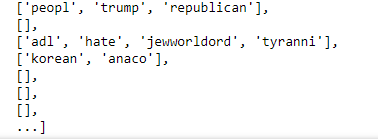 ['peopl', 'trump', 'republican'],
[],
['adl', 'hate', 'jewworldord', 'tyranni'],
['korean', 'anaco'],
[],
[],
[],
...]